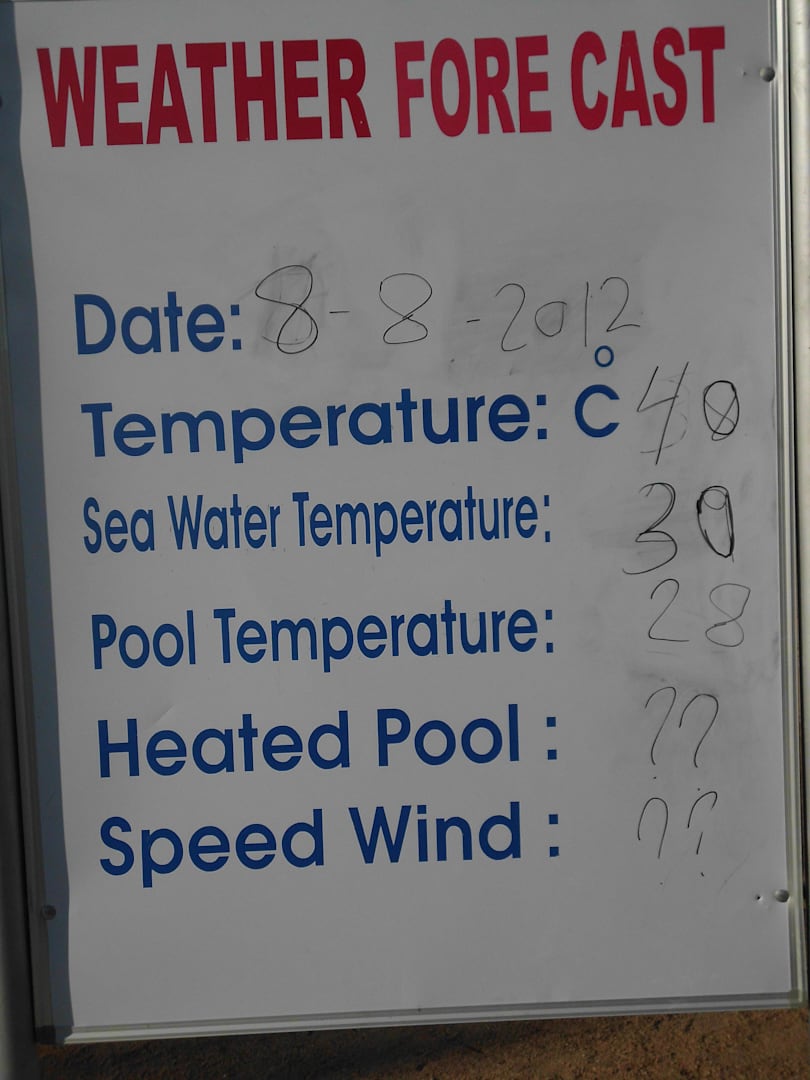 WEATHER FORE CAST
Date: 8-8-2012
Temperature: °C 40
Sea Water Temperature: 30
Pool Temperature: 28
Heated Pool : ??
Speed Wind : ??